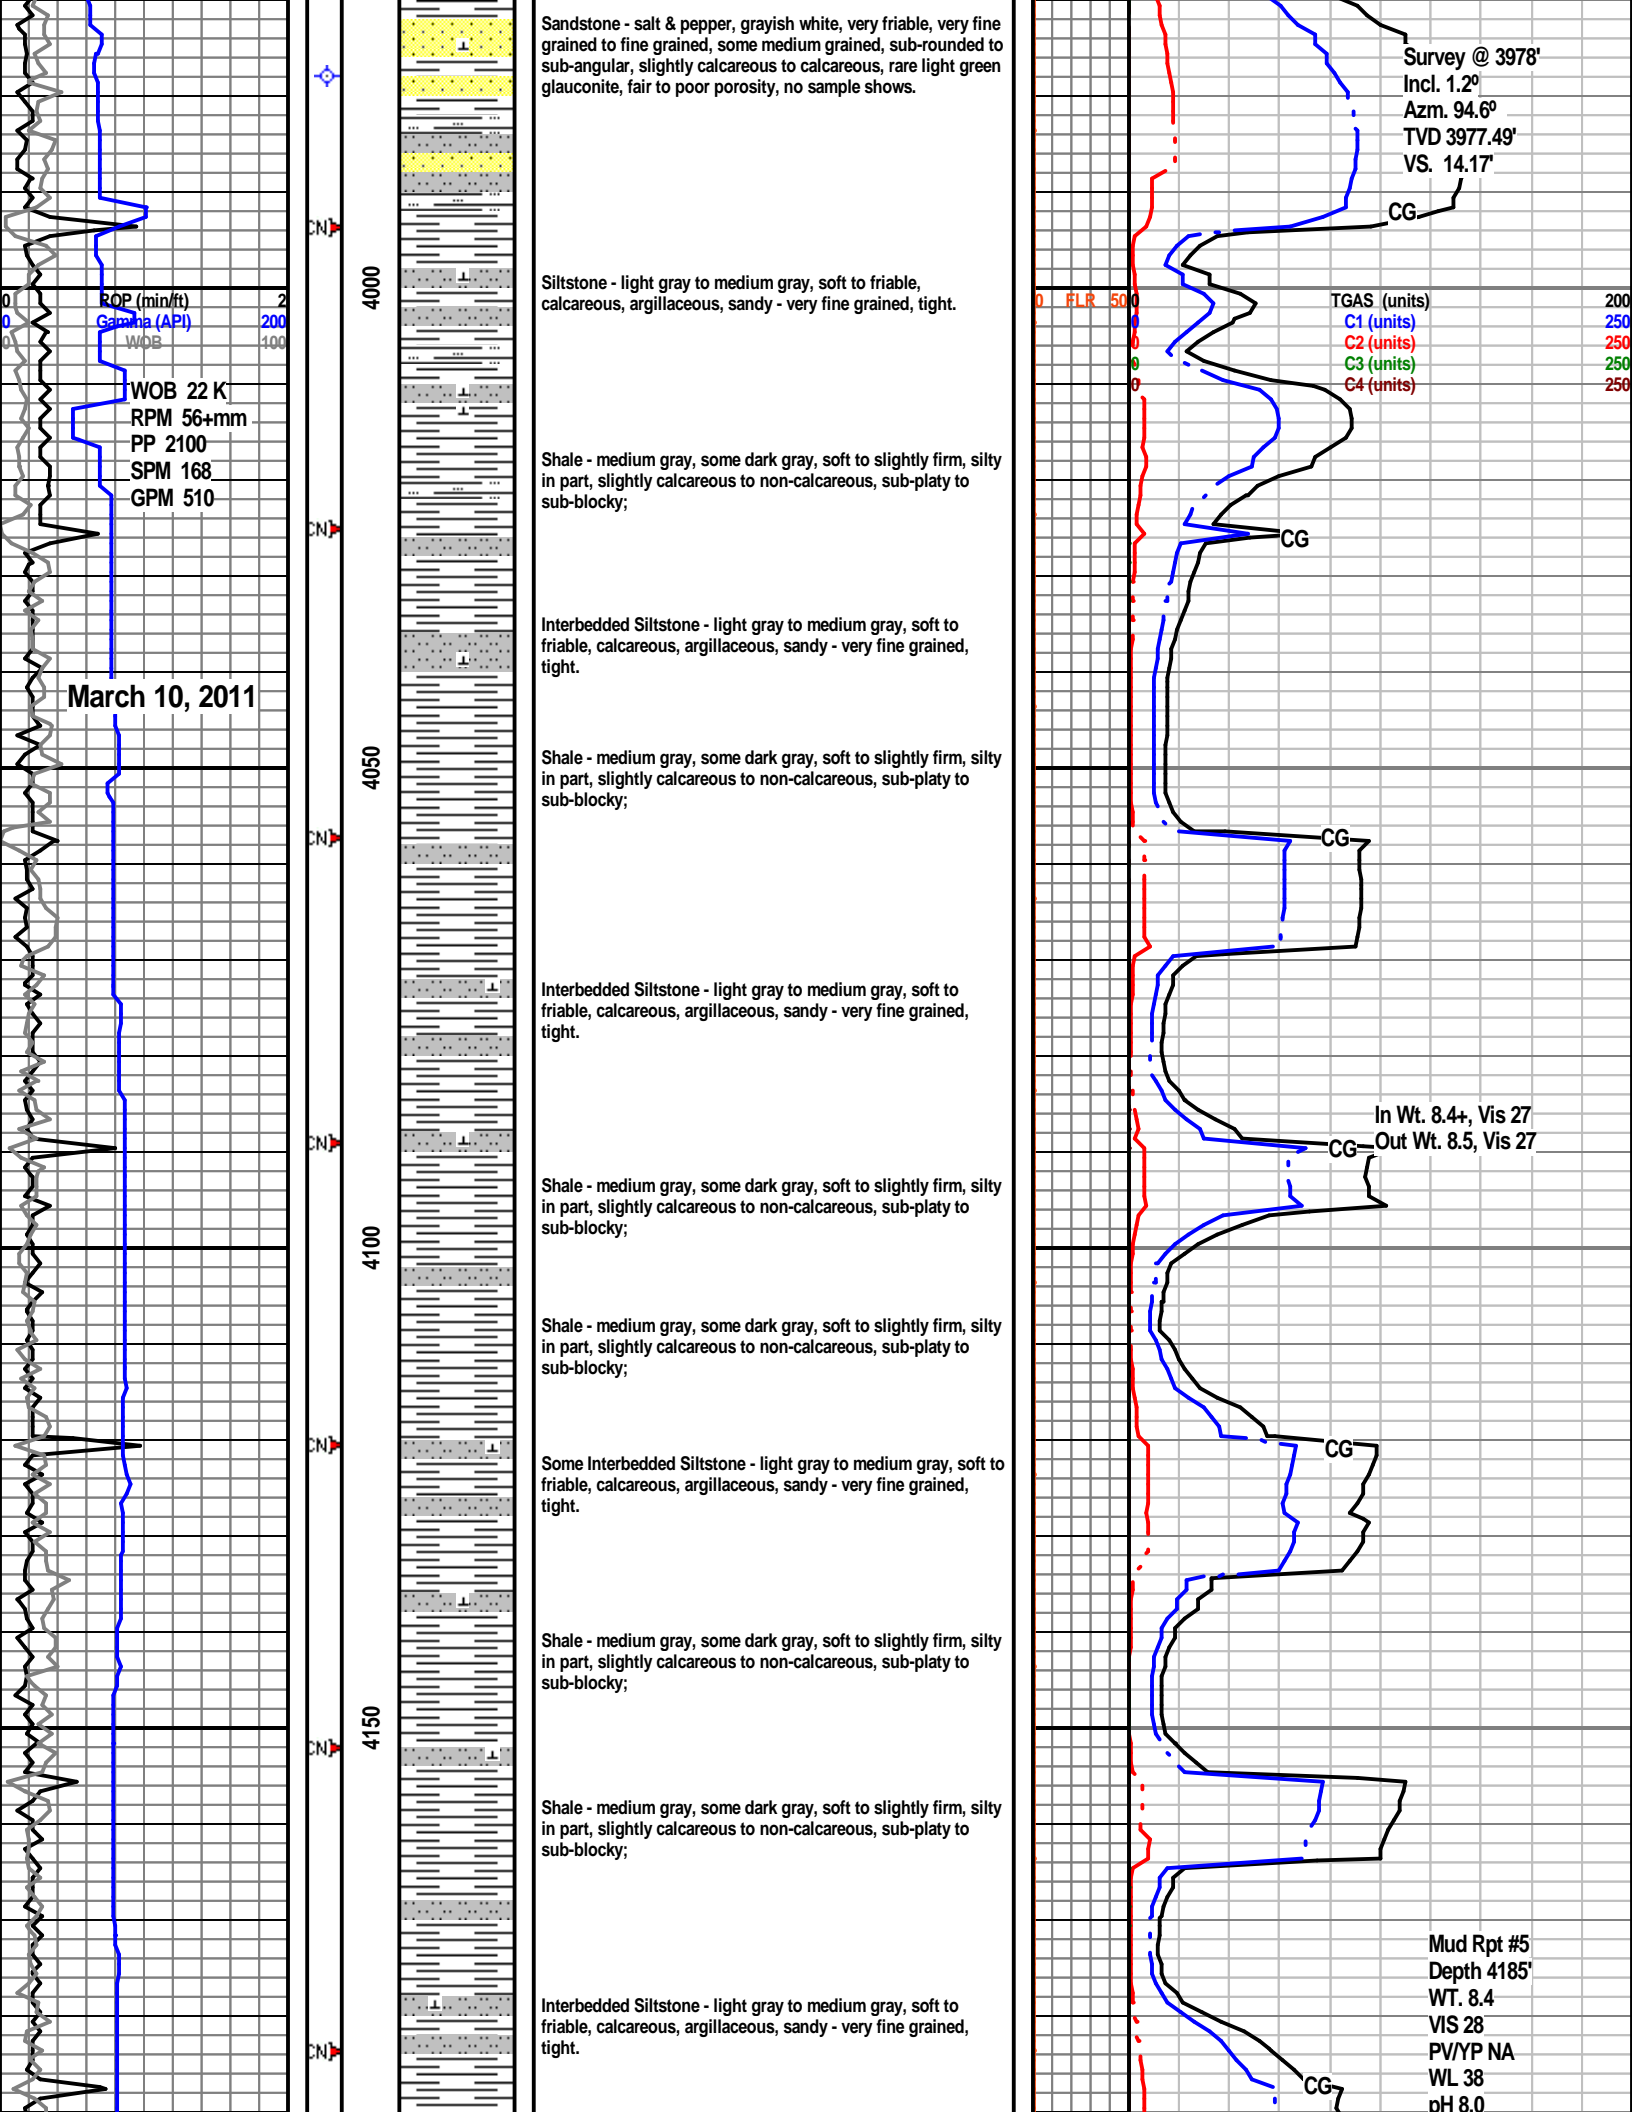 Sandstone - salt & pepper, grayish white, very friable, very fine
grained to fine grained, some medium grained, sub-rounded to
sub-angular, slightly calcareous to calcareous, rare light green
glauconite, fair to poor porosity, no sample shows.
Survey @ 3978'
Incl. 1.2º
Azm. 94.6º
TVD 3977.49'
VS. 14.17'
CG
CN]
4000
Siltstone - light gray to medium gray, soft to friable,
calcareous, argillaceous, sandy - very fine grained, tight.
0 ROP (min/ft) 2
0 Gamma (API) 200
0 WOB 100
0 FLR 50
0 TGAS (units) 200
0 C1 (units) 250
0 C2 (units) 250
0 C3 (units) 250
0 C4 (units) 250
WOB 22 K
RPM 56+mm
PP 2100
SPM 168
GPM 510
Shale - medium gray, some dark gray, soft to slightly firm, silty
in part, slightly calcareous to non-calcareous, sub-platy to
sub-blocky;
CN]
CG
Interbedded Siltstone - light gray to medium gray, soft to
friable, calcareous, argillaceous, sandy - very fine grained,
tight.
March 10, 2011
4050
Shale - medium gray, some dark gray, soft to slightly firm, silty
in part, slightly calcareous to non-calcareous, sub-platy to
sub-blocky;
CN]
CG
Interbedded Siltstone - light gray to medium gray, soft to
friable, calcareous, argillaceous, sandy - very fine grained,
tight.
In Wt. 8.4+, Vis 27
Out Wt. 8.5, Vis 27
CN]
CG
Shale - medium gray, some dark gray, soft to slightly firm, silty
in part, slightly calcareous to non-calcareous, sub-platy to
sub-blocky;
4100
Shale - medium gray, some dark gray, soft to slightly firm, silty
in part, slightly calcareous to non-calcareous, sub-platy to
sub-blocky;
CN]
CG
Some Interbedded Siltstone - light gray to medium gray, soft to
friable, calcareous, argillaceous, sandy - very fine grained,
tight.
Shale - medium gray, some dark gray, soft to slightly firm, silty
in part, slightly calcareous to non-calcareous, sub-platy to
sub-blocky;
4150
CN]
Shale - medium gray, some dark gray, soft to slightly firm, silty
in part, slightly calcareous to non-calcareous, sub-platy to
sub-blocky;
Interbedded Siltstone - light gray to medium gray, soft to
friable, calcareous, argillaceous, sandy - very fine grained,
tight.
CN]
CG
Mud Rpt #5
Depth 4185'
WT. 8.4
VIS 28
PV/YP NA
WL 38
pH 8.0